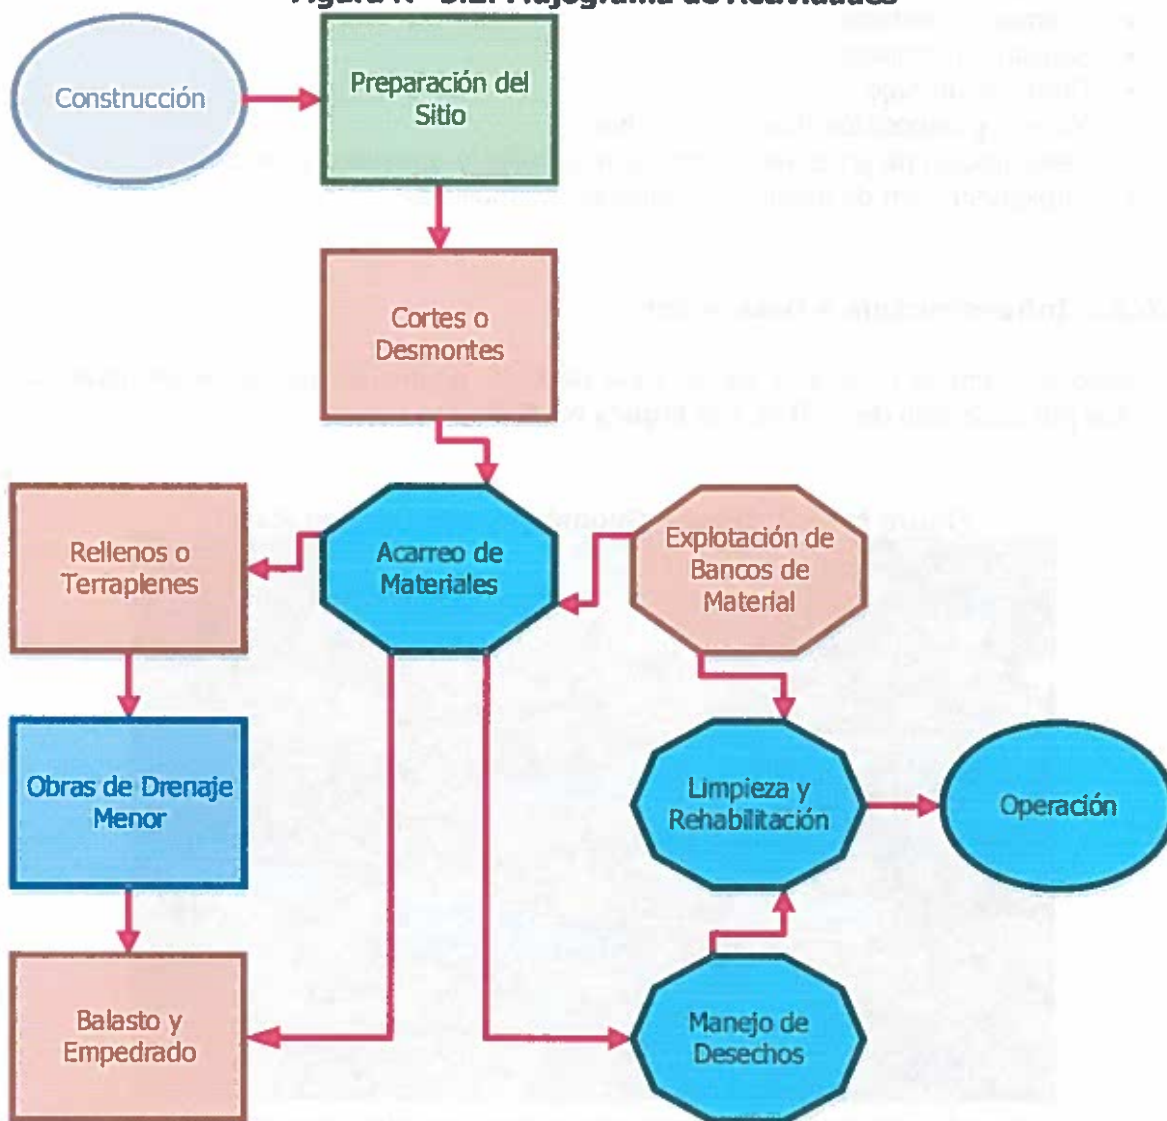 Construcción
Preparación del
Sitio
Cortes o
Desmontes
Rellenos o
Terraplenes
Acarreo de
Materiales
Explotación de
Bancos de
Material
Obras de Drenaje
Menor
Limpieza y
Rehabilitación
Operación
Balasto y
Empedrado
Manejo de
Desechos